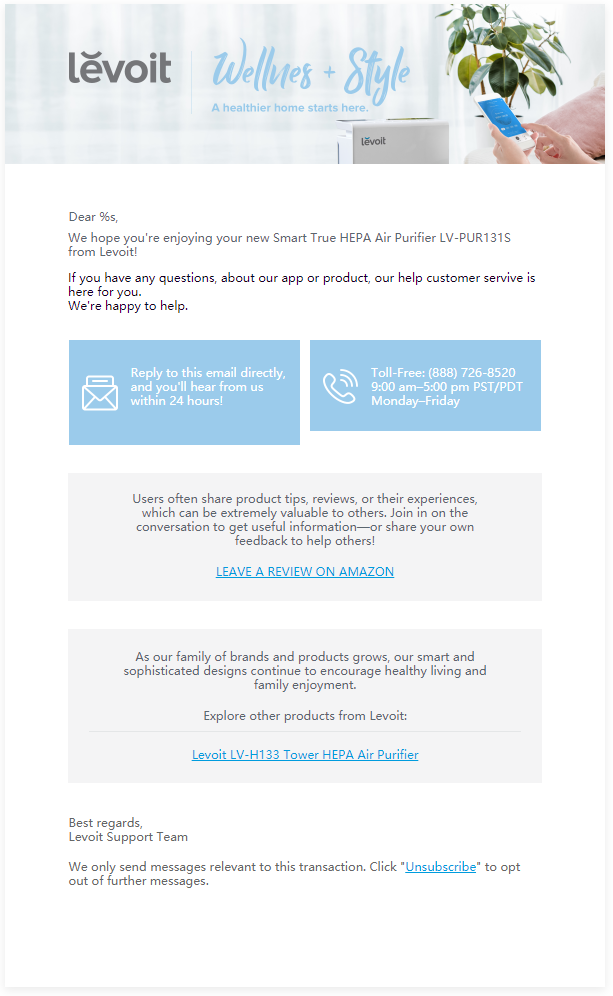 levoit
Wellnes + Style
A healthier home starts here.
levoit
Dear %s,
We hope you're enjoying your new Smart True HEPA Air Purifier LV-PUR131S
from Levoit!
If you have any questions, about our app or product, our help customer servive is
here for you.
We're happy to help.
Reply to this email directly,
and you'll hear from us
within 24 hours!
Toll-Free: (888) 726-8520
9:00 am–5:00 pm PST/PDT
Monday–Friday
Users often share product tips, reviews, or their experiences,
which can be extremely valuable to others. Join in on the
conversation to get useful information—or share your own
feedback to help others!
LEAVE A REVIEW ON AMAZON
As our family of brands and products grows, our smart and
sophisticated designs continue to encourage healthy living and
family enjoyment.
Explore other products from Levoit:
Levoit LV-H133 Tower HEPA Air Purifier
Best regards,
Levoit Support Team
We only send messages relevant to this transaction. Click "Unsubscribe" to opt
out of further messages.